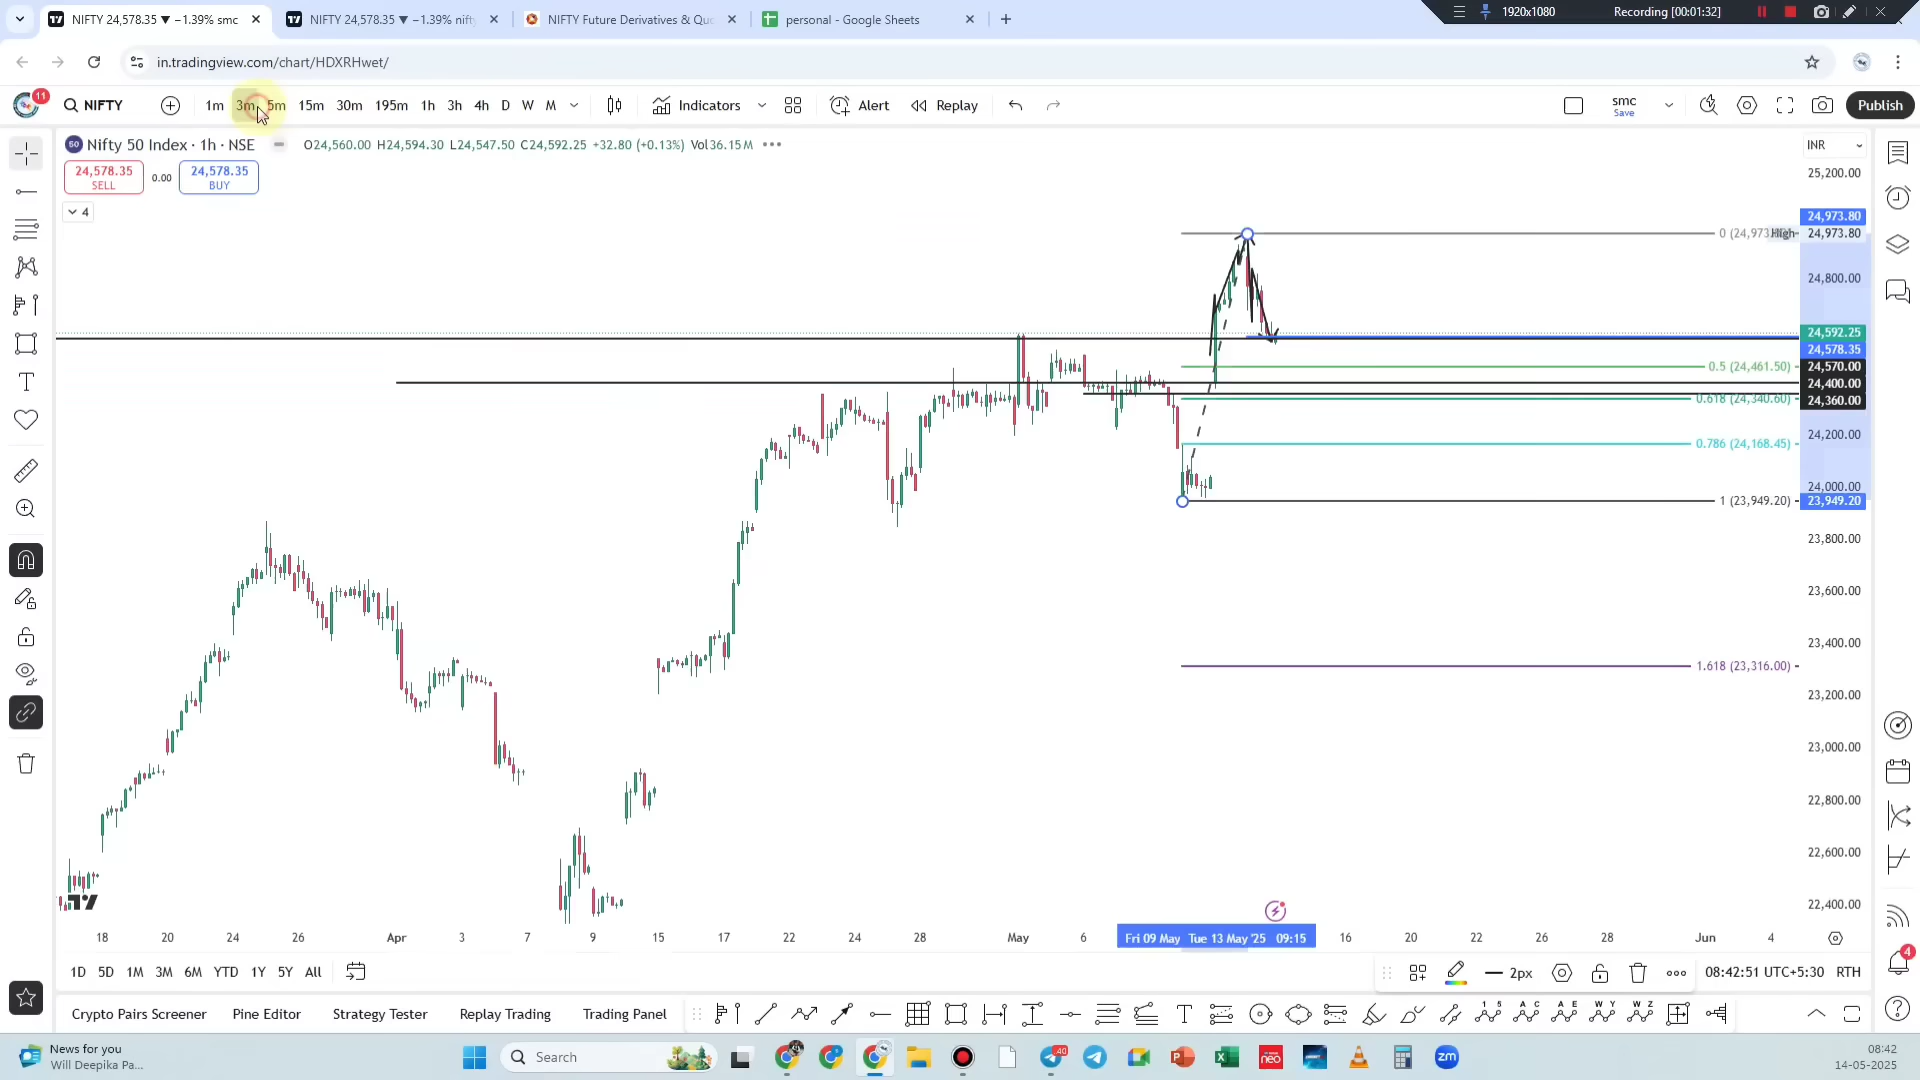 NIFTY 24,578.35 ▼ −1.39% smc
NIFTY 24,578.35 ▼ −1.39% nift
NIFTY Future Derivatives & Quo
personal - Google Sheets
1920x1080
Recording [00:01:32]
in.tradingview.com/chart/HDXRHwet/
11
NIFTY
1m 3m 5m 15m 30m 195m 1h 3h 4h D W M
Indicators
Alert
Replay
smc
Save
Publish
50 Nifty 50 Index · 1h · NSE
O24,560.00 H24,594.30 L24,547.50 C24,592.25 +32.80 (+0.13%) Vol36.15 M
INR
24,578.35
SELL
0.00
24,578.35
BUY
4
25,200.00
24,973.80
0 (24,973
High
24,973.80
24,800.00
24,592.25
24,578.35
0.5 (24,461.50)
24,570.00
24,400.00
0.618 (24,340.60)
24,360.00
24,200.00
0.786 (24,168.45)
24,000.00
1 (23,949.20)
23,949.20
23,800.00
23,600.00
23,400.00
1.618 (23,316.00)
23,200.00
23,000.00
22,800.00
22,600.00
22,400.00
18 20 24 26 Apr 3 7 9 15 17 22 24 28 May 6 Fri 09 May Tue 13 May '25 09:15 16 20 22 26 28 Jun 4
1D 5D 1M 3M 6M YTD 1Y 5Y All
2px
08:42:51 UTC+5:30 RTH
4
Crypto Pairs Screener
Pine Editor
Strategy Tester
Replay Trading
Trading Panel
News for you
Will Deepika Pa...
Search
40
neo
zm
08:42
14-05-2025